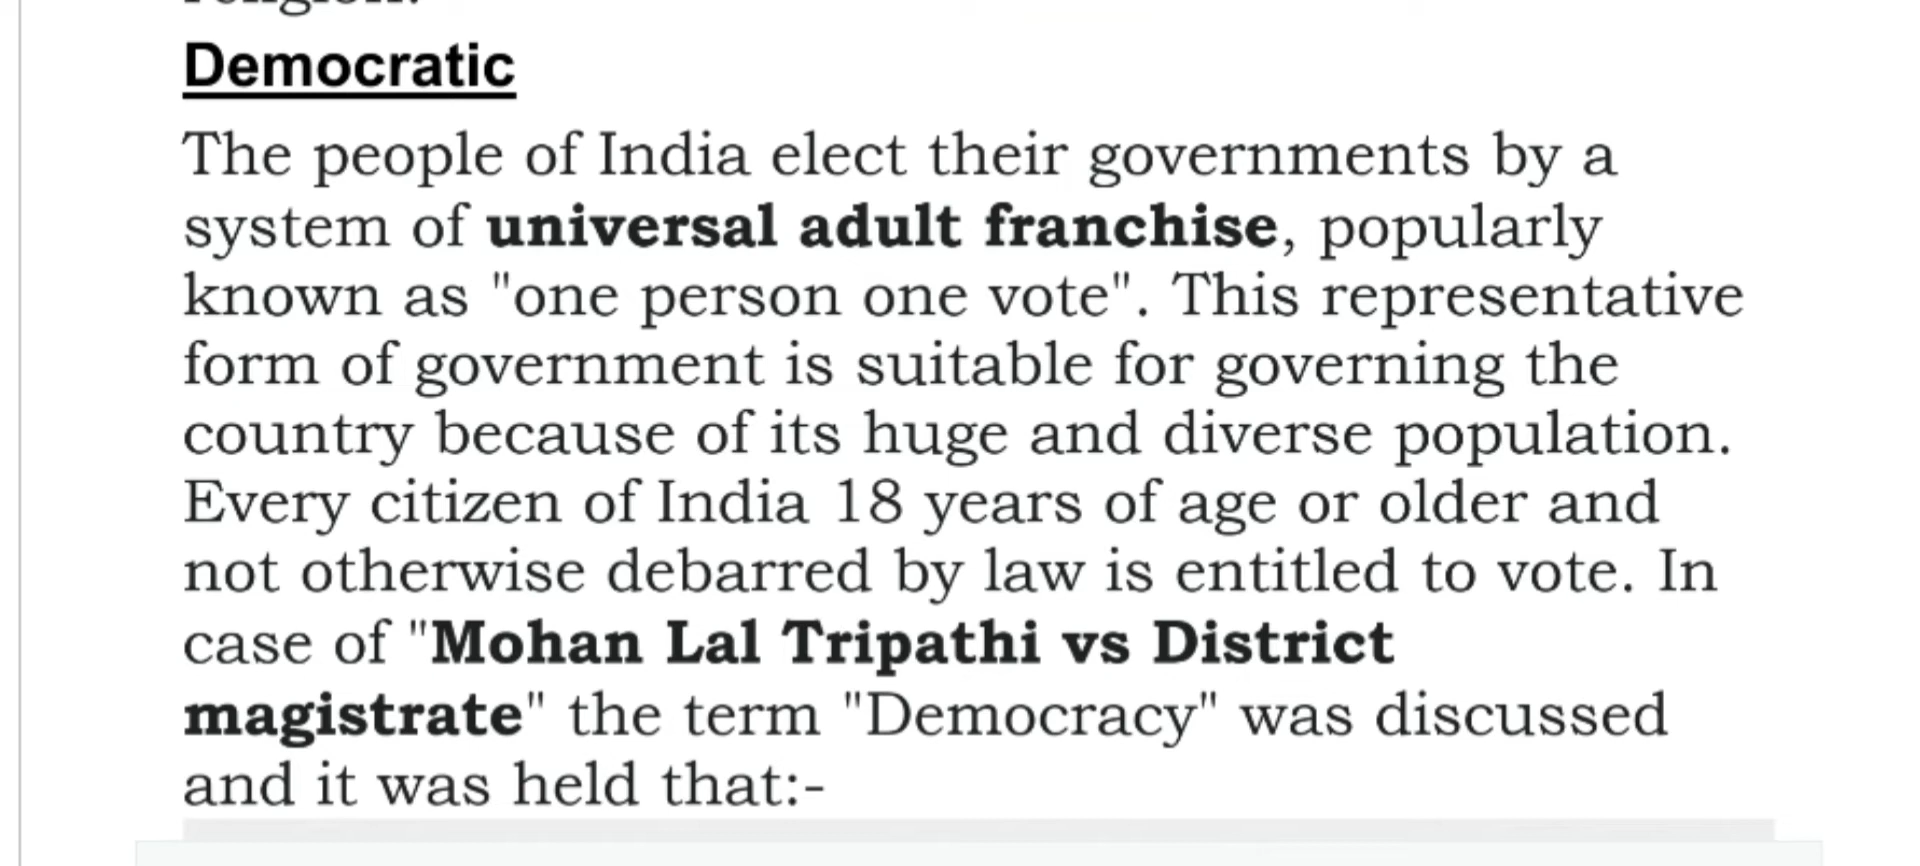 Democratic
The people of India elect their governments by a
system of universal adult franchise, popularly
known as "one person one vote". This representative
form of government is suitable for governing the
country because of its huge and diverse population.
Every citizen of India 18 years of age or older and
not otherwise debarred by law is entitled to vote. In
case of "Mohan Lal Tripathi vs District
magistrate" the term "Democracy" was discussed
and it was held that:-